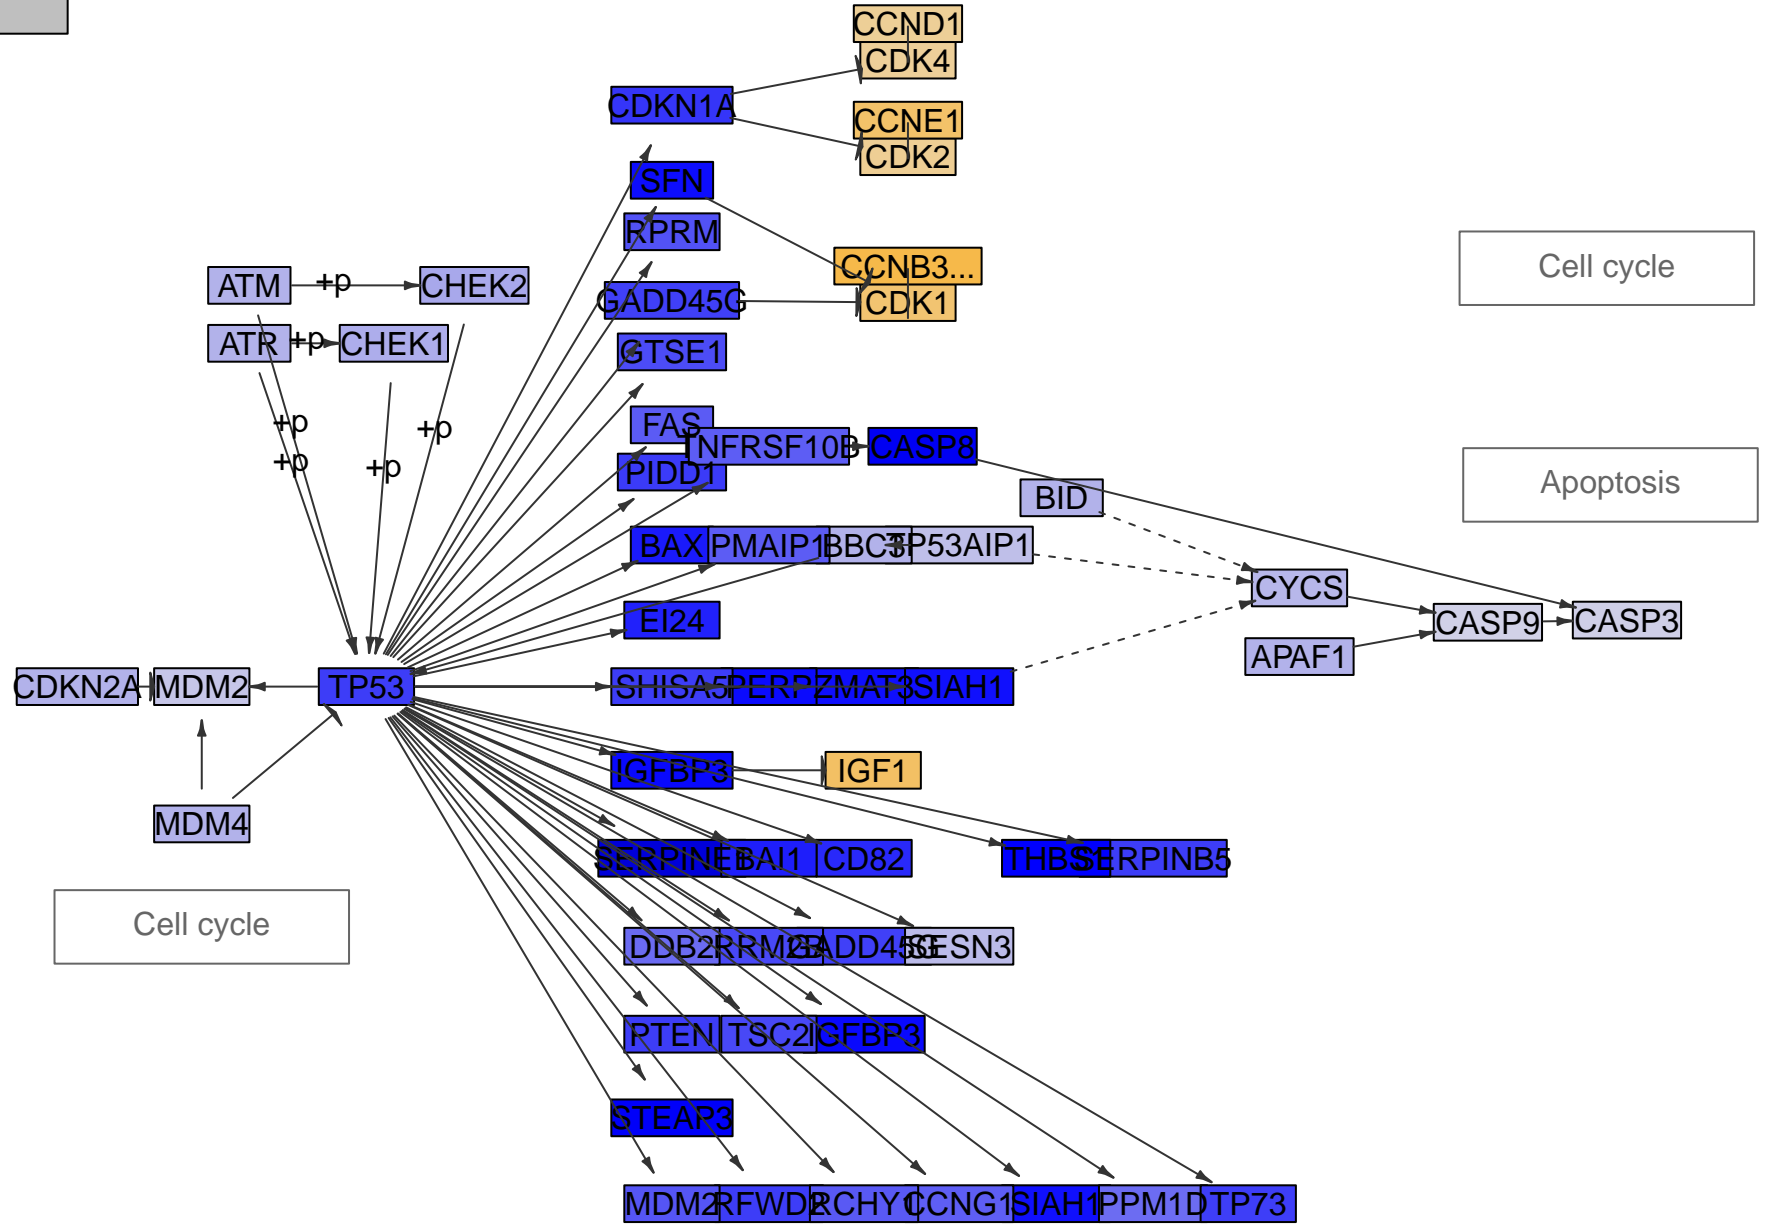 CCND1
CDK4
CDKN1A
CCNE1
CDK2
SFN
RPRM
CCNB3...
Cell cycle
ATM +p CHEK2
GADD45G
CDK1
ATR +p CHEK1
GTSE1
+p
+p
+p
+p
FAS
TNFRSF10B
CASP8
PIDD1
Apoptosis
BID
BAX PMAIP1 BBC3 TP53AIP1
CYCS
EI24
CASP9
CASP3
APAF1
CDKN2A MDM2 TP53 SHISA5 PERP ZMAT3 SIAH1
IGFBP3 IGF1
MDM4
SERPINE1 BAI1 CD82 THBS1 SERPINB5
Cell cycle
DDB2 RRM2B GADD45G SESN3
PTEN TSC2 IGFBP3
STEAP3
MDM2 RFWD2 RCHY1 CCNG1 SIAH1 PPM1D TP73